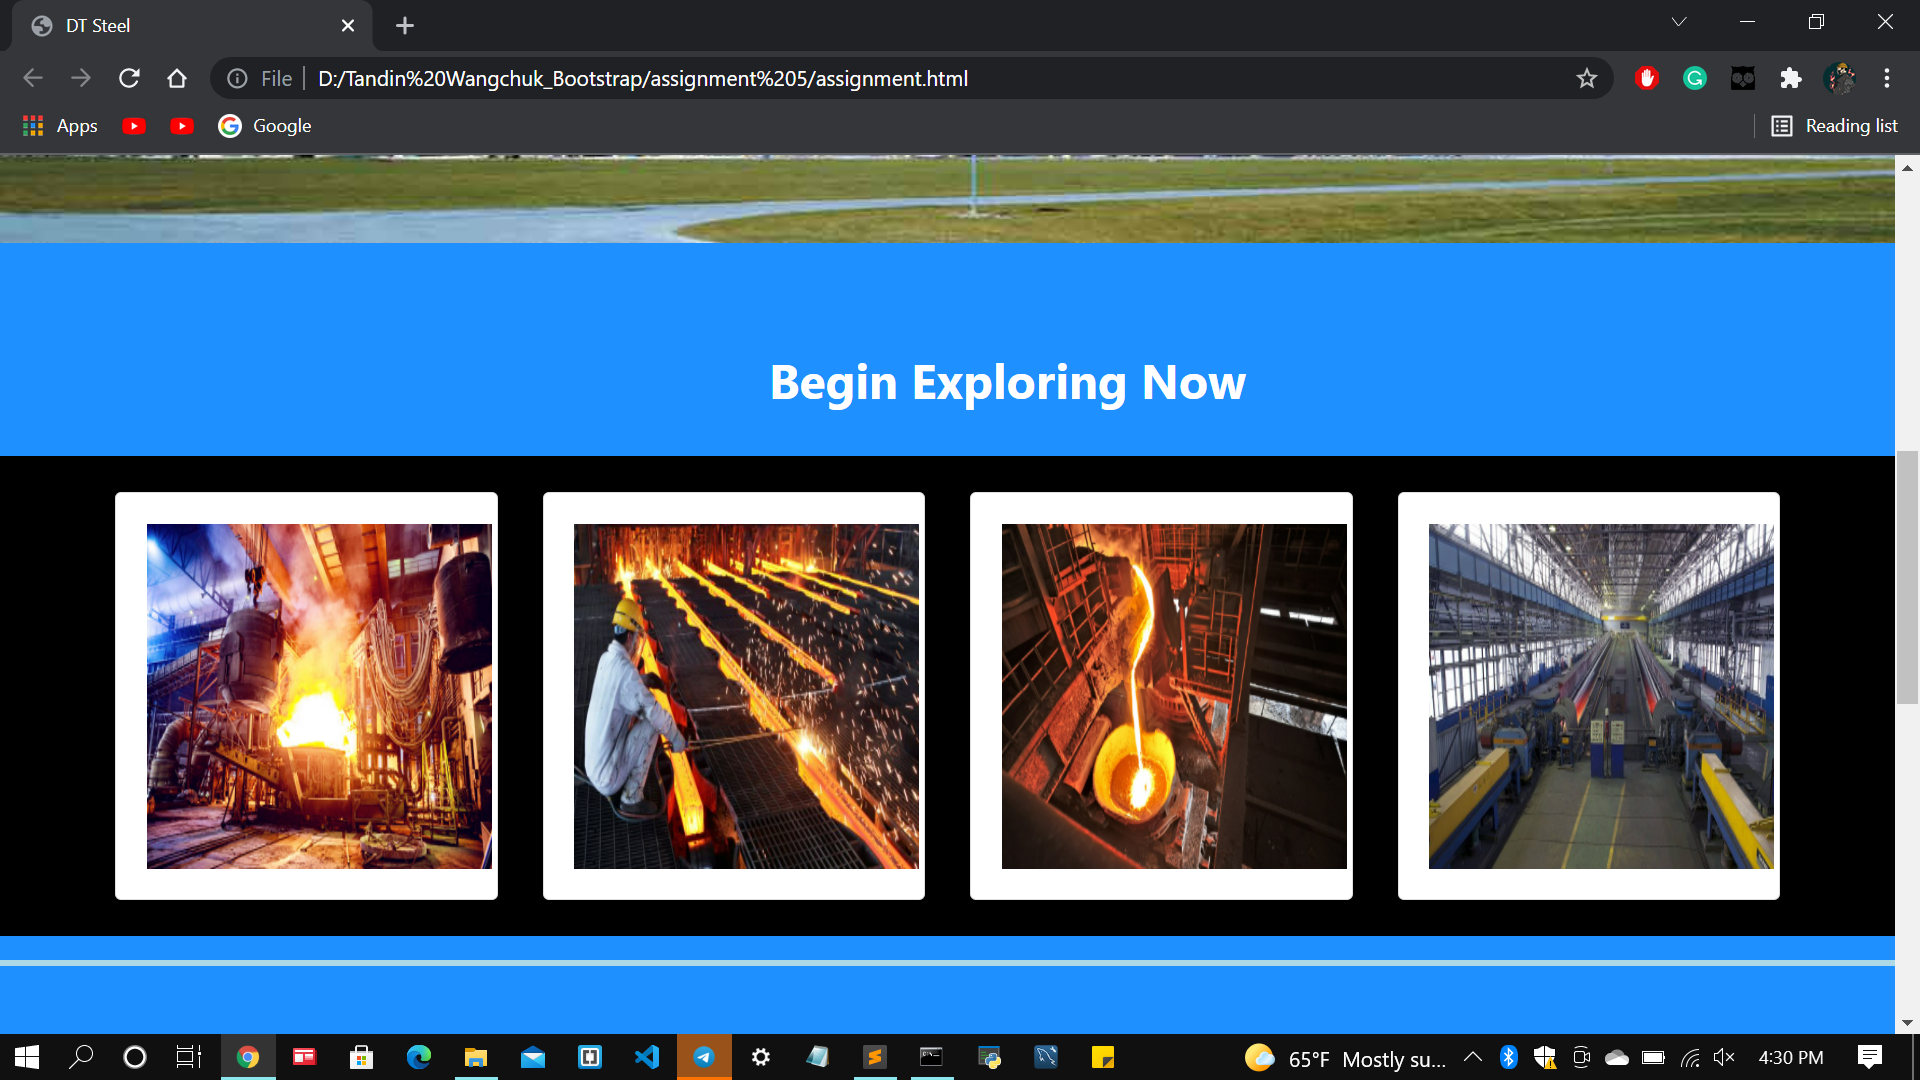 DT Steel
File
D:/Tandin%20Wangchuk_Bootstrap/assignment%205/assignment.html
Apps
Google
Reading list
Begin Exploring Now
65°F Mostly su...
4:30 PM